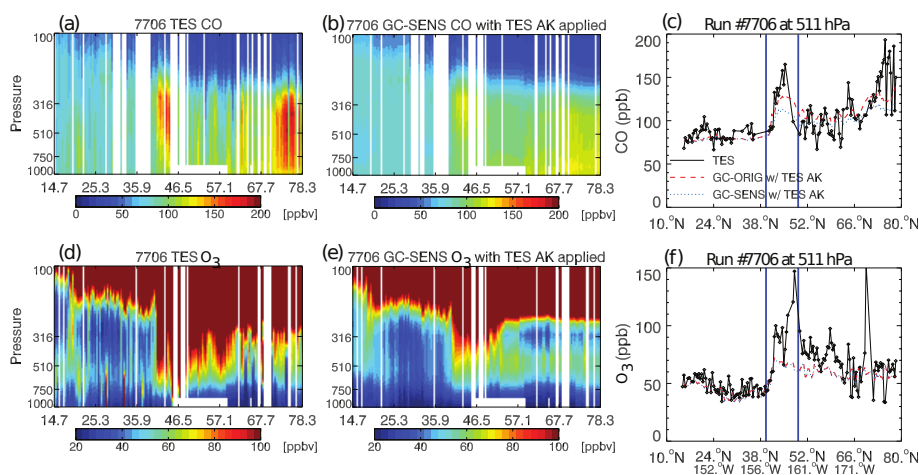 (a) 7706 TES CO
(b) 7706 GC-SENS CO with TES AK applied
(c) Run #7706 at 511 hPa
Pressure
100
316
510
750
1000
14.7 25.3 35.9 46.5 57.1 67.7 78.3
0 50 100 150 200 [ppbv]
100
316
510
750
1000
14.7 25.3 35.9 46.5 57.1 67.7 78.3
0 50 100 150 200 [ppbv]
CO (ppb)
200
150
100
50
0
TES
GC-ORIG w/ TES AK
GC-SENS w/ TES AK
10.°N 24.°N 38.°N 52.°N 66.°N 80.°N
(d) 7706 TES O3
(e) 7706 GC-SENS O3 with TES AK applied
(f) Run #7706 at 511 hPa
Pressure
100
316
510
750
1000
14.7 25.3 35.9 46.5 57.1 67.7 78.3
20 40 60 80 100 [ppbv]
100
316
510
750
1000
14.7 25.3 35.9 46.5 57.1 67.7 78.3
20 40 60 80 100 [ppbv]
O3 (ppb)
150
100
50
0
10.°N 24.°N 38.°N 52.°N 66.°N 80.°N
152.°W 156.°W 161.°W 171.°W